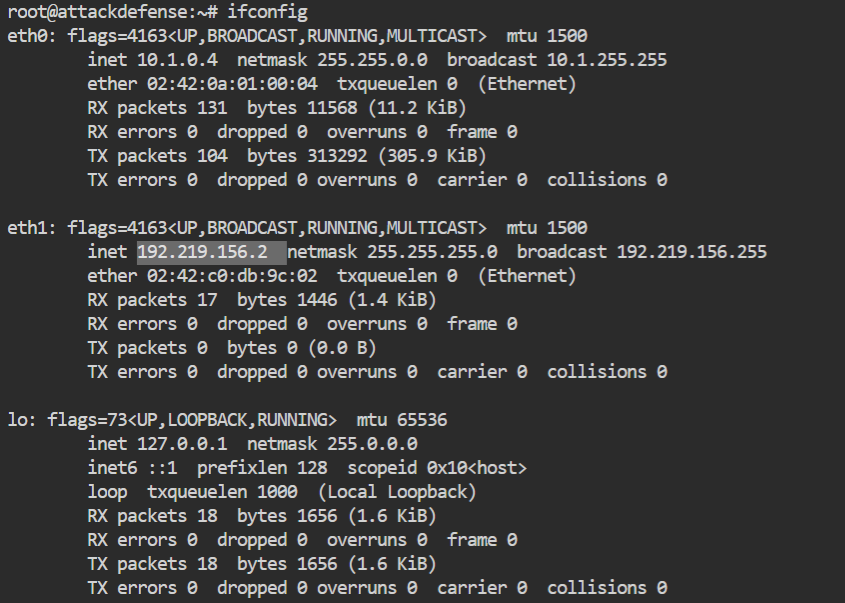 root@attackdefense:~# ifconfig
eth0: flags=4163<UP,BROADCAST,RUNNING,MULTICAST>  mtu 1500
        inet 10.1.0.4  netmask 255.255.0.0  broadcast 10.1.255.255
        ether 02:42:0a:01:00:04  txqueuelen 0  (Ethernet)
        RX packets 131  bytes 11568 (11.2 KiB)
        RX errors 0  dropped 0  overruns 0  frame 0
        TX packets 104  bytes 313292 (305.9 KiB)
        TX errors 0  dropped 0 overruns 0  carrier 0  collisions 0

eth1: flags=4163<UP,BROADCAST,RUNNING,MULTICAST>  mtu 1500
        inet 192.219.156.2  netmask 255.255.255.0  broadcast 192.219.156.255
        ether 02:42:c0:db:9c:02  txqueuelen 0  (Ethernet)
        RX packets 17  bytes 1446 (1.4 KiB)
        RX errors 0  dropped 0  overruns 0  frame 0
        TX packets 0  bytes 0 (0.0 B)
        TX errors 0  dropped 0 overruns 0  carrier 0  collisions 0

lo: flags=73<UP,LOOPBACK,RUNNING>  mtu 65536
        inet 127.0.0.1  netmask 255.0.0.0
        inet6 ::1  prefixlen 128  scopeid 0x10<host>
        loop  txqueuelen 1000  (Local Loopback)
        RX packets 18  bytes 1656 (1.6 KiB)
        RX errors 0  dropped 0  overruns 0  frame 0
        TX packets 18  bytes 1656 (1.6 KiB)
        TX errors 0  dropped 0 overruns 0  carrier 0  collisions 0